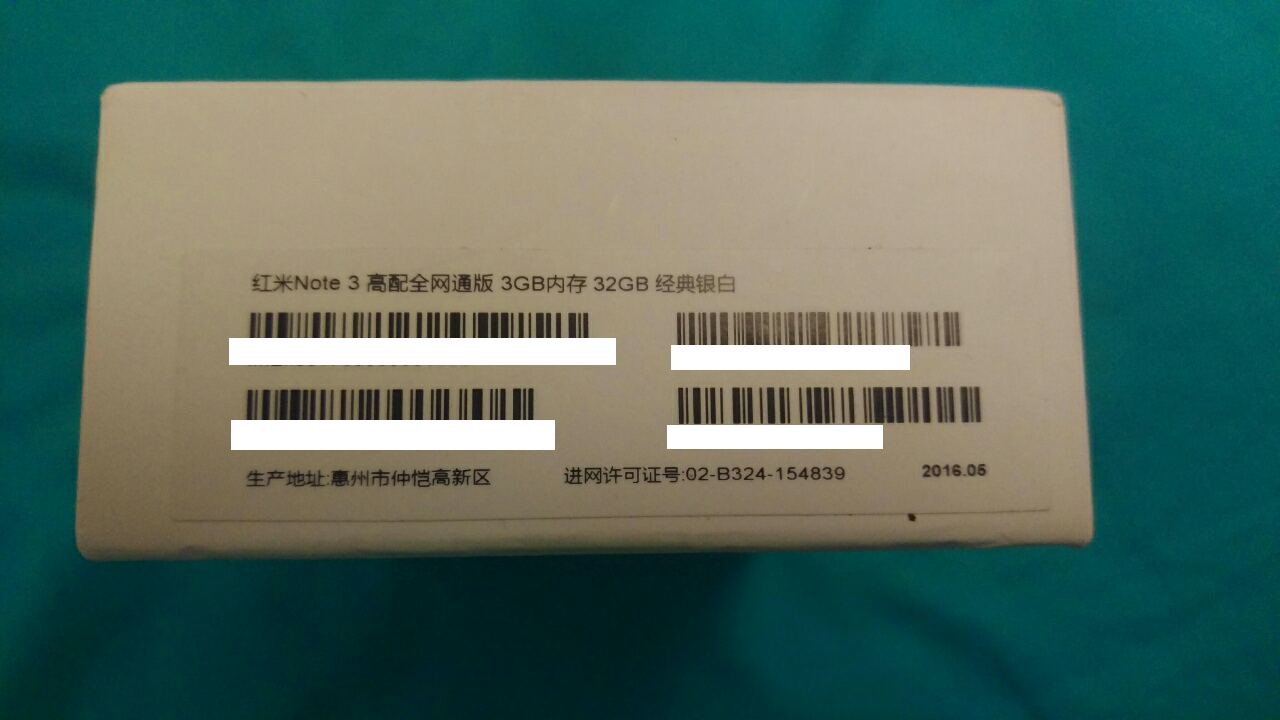 红米Note 3 高配全网通版 3GB内存 32GB 经典银白
生产地址:惠州市仲恺高新区
进网许可证号:02-B324-154839
2016.05